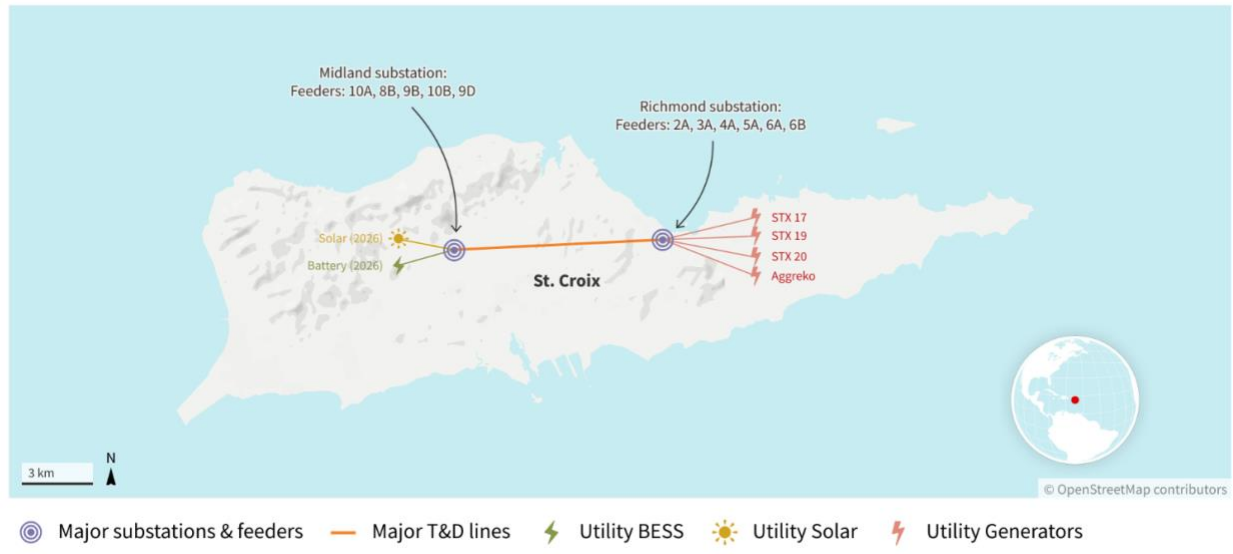 Midland substation:
Feeders: 10A, 8B, 9B, 10B, 9D
Richmond substation:
Feeders: 2A, 3A, 4A, 5A, 6A, 6B
STX 17
Solar (2026)
STX 19
STX 20
Battery (2026)
Aggreko
St. Croix
N
3 km
© OpenStreetMap contributors
Major substations & feeders
Major T&D lines
Utility BESS
Utility Solar
Utility Generators